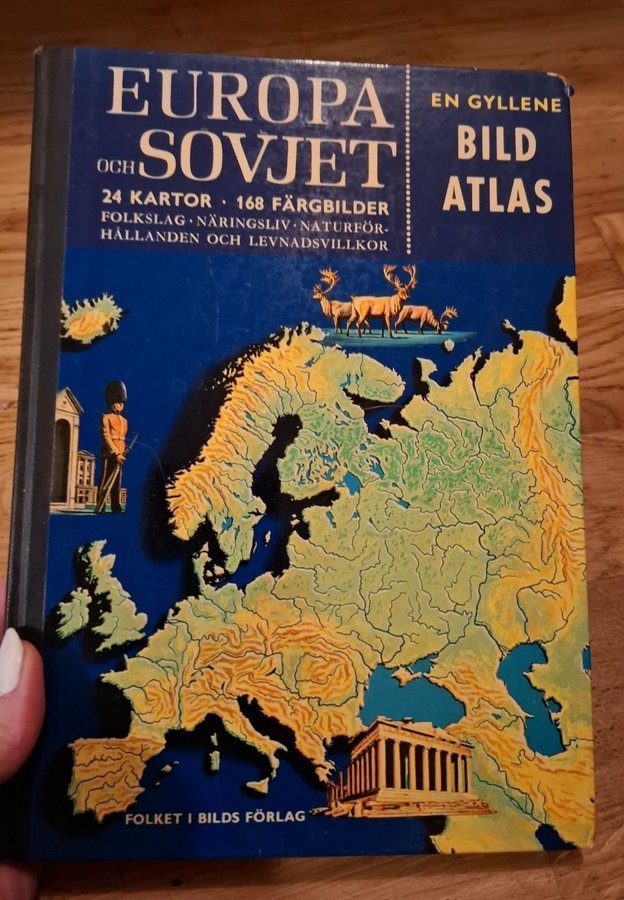 EUROPA
OCH SOVJET
24 KARTOR · 168 FÄRGBILDER
FOLKSLAG · NÄRINGSLIV · NATURFÖR-
HÅLLANDEN OCH LEVNADSVILLKOR
EN GYLLENE
BILD
ATLAS
FOLKET I BILDS FÖRLAG